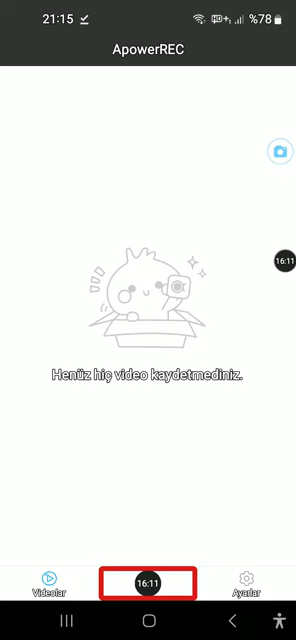 21:15 %78
ApowerREC
16:11
Henüz hiç video kaydetmediniz.
Videolar 16:11 Ayarlar